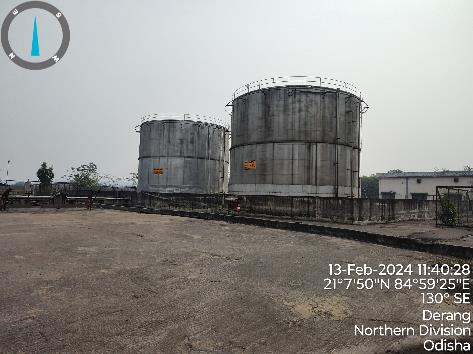 13-Feb-2024 11:40:28
21°7'50"N 84°59'25"E
130° SE
Derang
Northern Division
Odisha